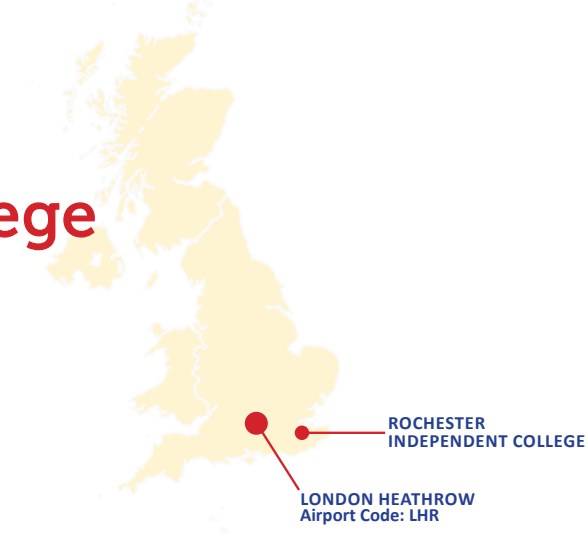 ege
ROCHESTER
INDEPENDENT COLLEGE
LONDON HEATHROW
Airport Code: LHR